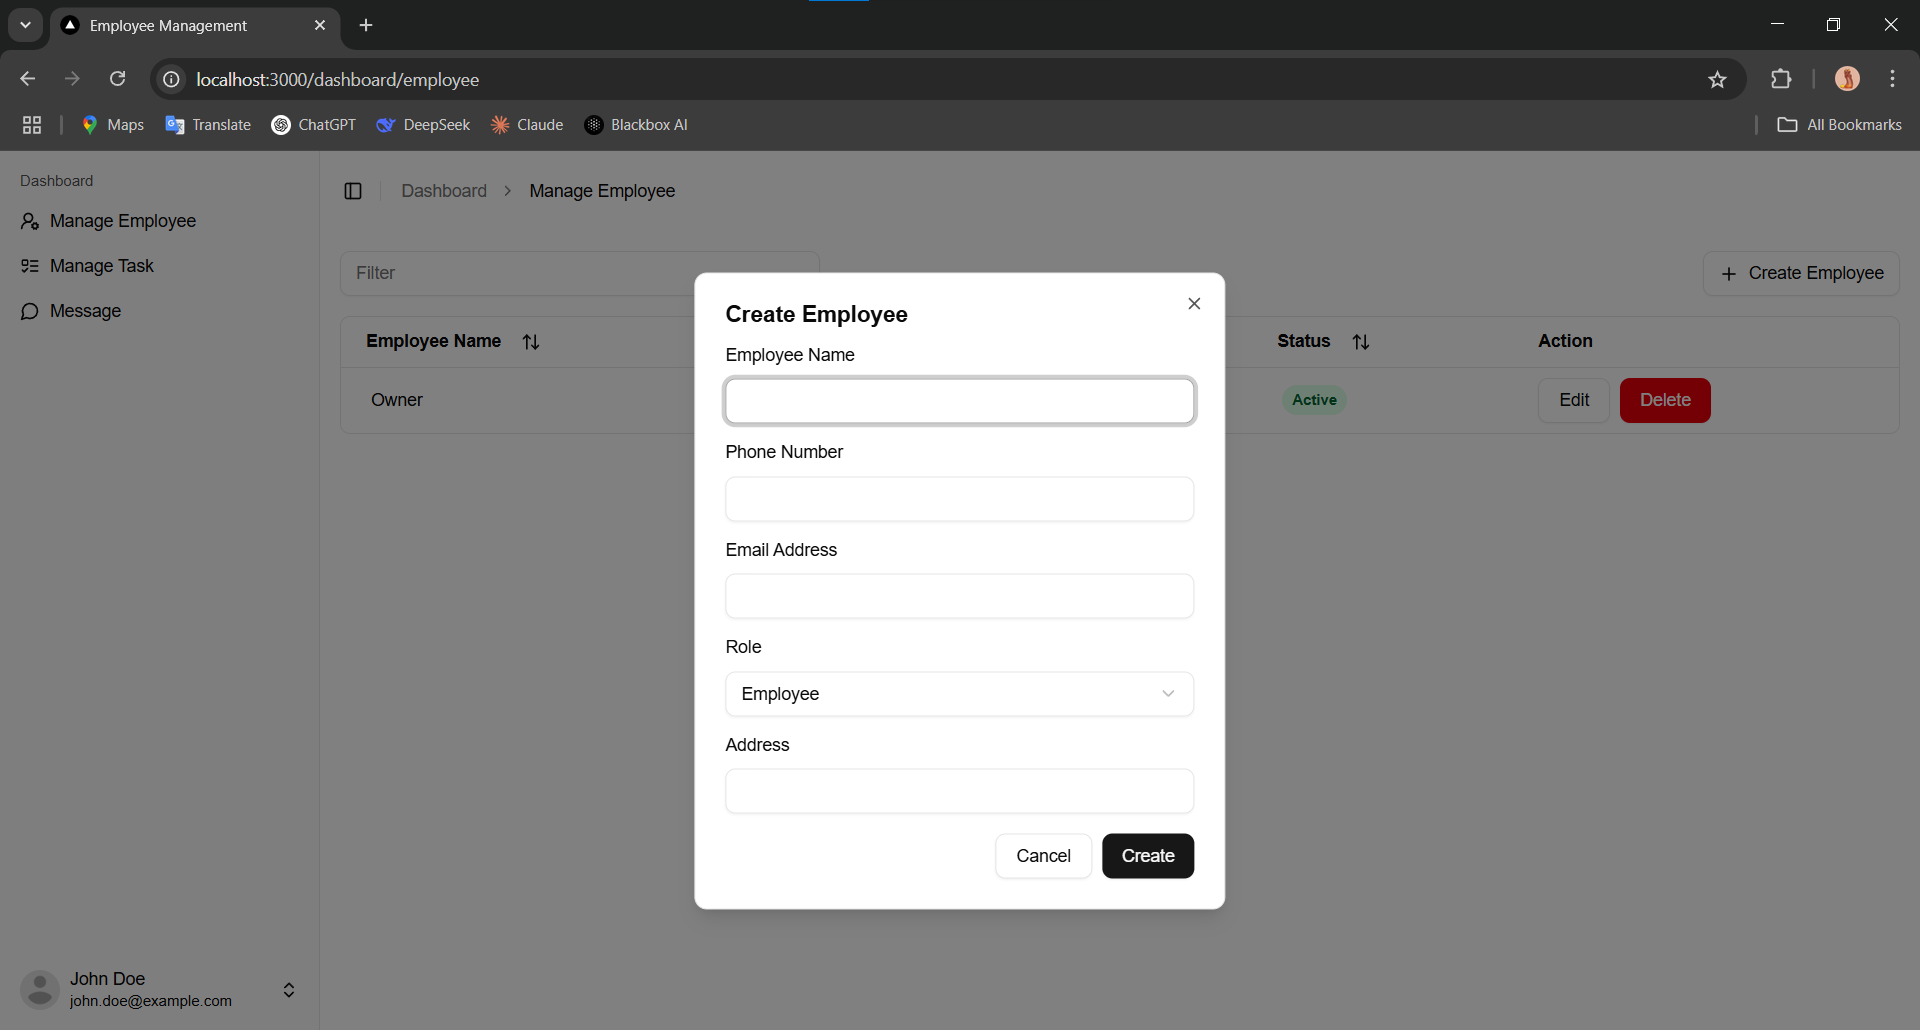 Employee Management
localhost:3000/dashboard/employee
Maps
Translate
ChatGPT
DeepSeek
Claude
Blackbox AI
All Bookmarks
Dashboard
Manage Employee
Manage Task
Message
Dashboard > Manage Employee
Filter
+ Create Employee
Employee Name
Status
Action
Owner
Active
Edit
Delete
Create Employee
Employee Name
Phone Number
Email Address
Role
Employee
Address
Cancel
Create
John Doe
john.doe@example.com